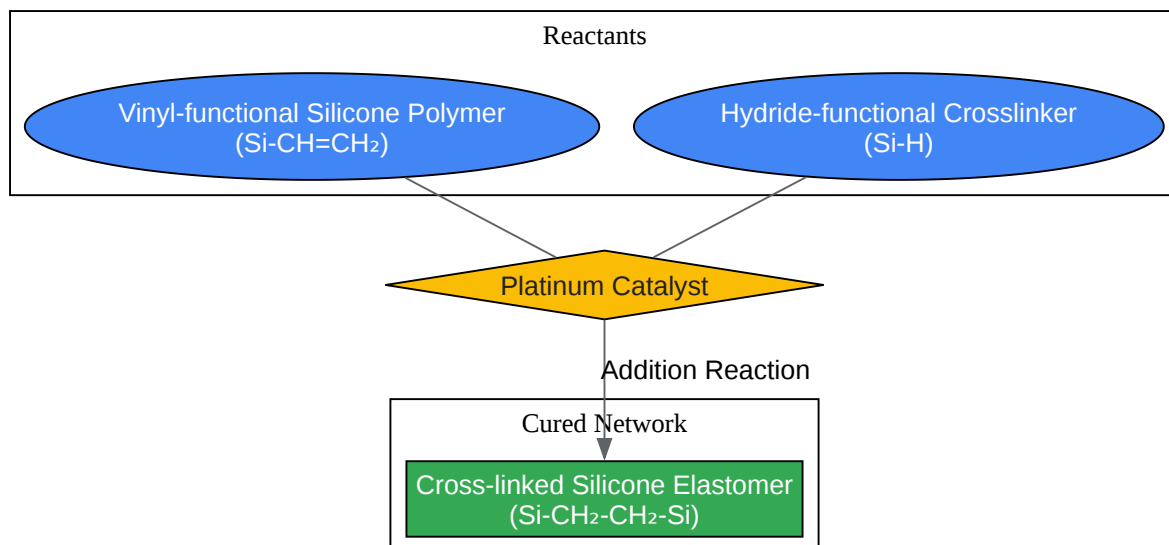 Reactants
Vinyl-functional Silicone Polymer
(Si-CH=CH₂)
Hydride-functional Crosslinker
(Si-H)
Platinum Catalyst
Addition Reaction
Cured Network
Cross-linked Silicone Elastomer
(Si-CH₂-CH₂-Si)